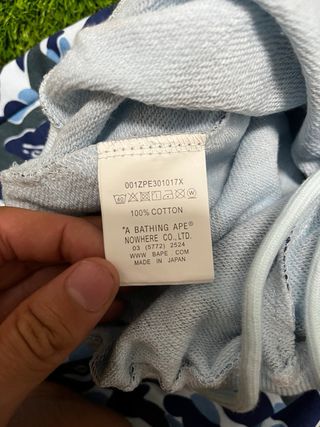 001ZPE301017X
100% COTTON
"A BATHING APE®
NOWHERE CO., LTD.
03 (5772) 2524
WWW BAPE COM
MADE IN JAPAN